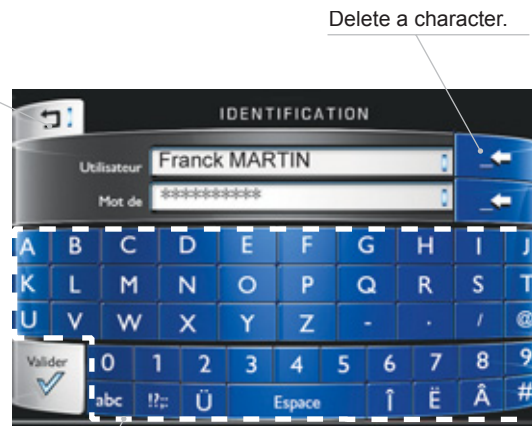 Delete a character.
IDENTIFICATION
Utilisateur Franck MARTIN
Mot de **********
A B C D E F G H I J
K L M N O P Q R S T
U V W X Y Z - . / @
Valider 0 1 2 3 4 5 6 7 8 9
abc !?;: Ü Espace Î Ë Â #